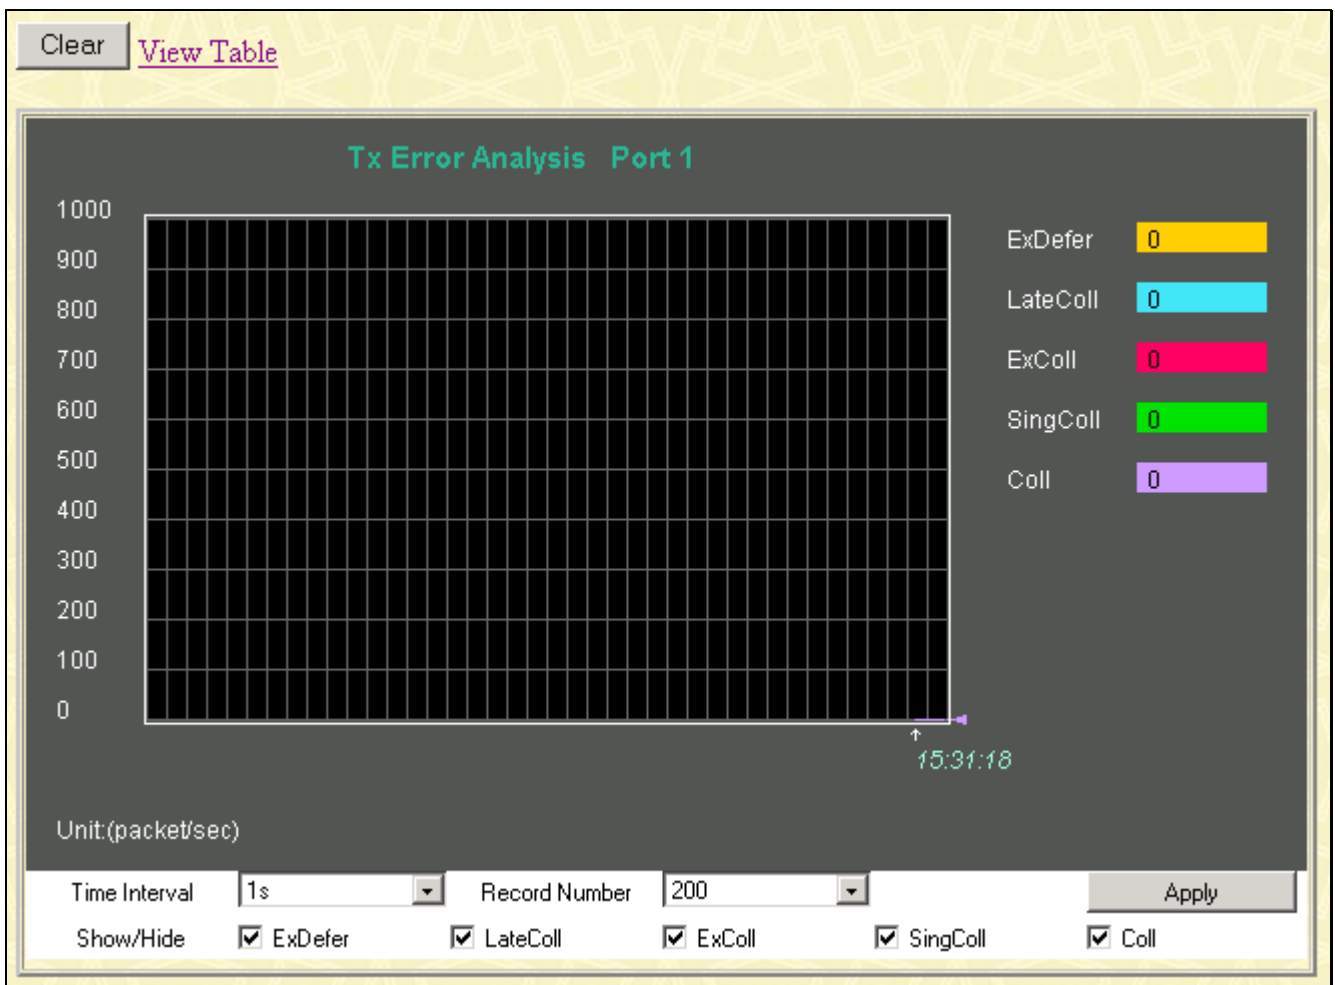 Clear View Table
Tx Error Analysis Port 1
1000
900
800
700
600
500
400
300
200
100
0
ExDefer 0
LateColl 0
ExColl 0
SingColl 0
Coll 0
15:31:18
Unit:(packet/sec)
Time Interval 1s Record Number 200 Apply
Show/Hide ExDefer LateColl ExColl SingColl Coll